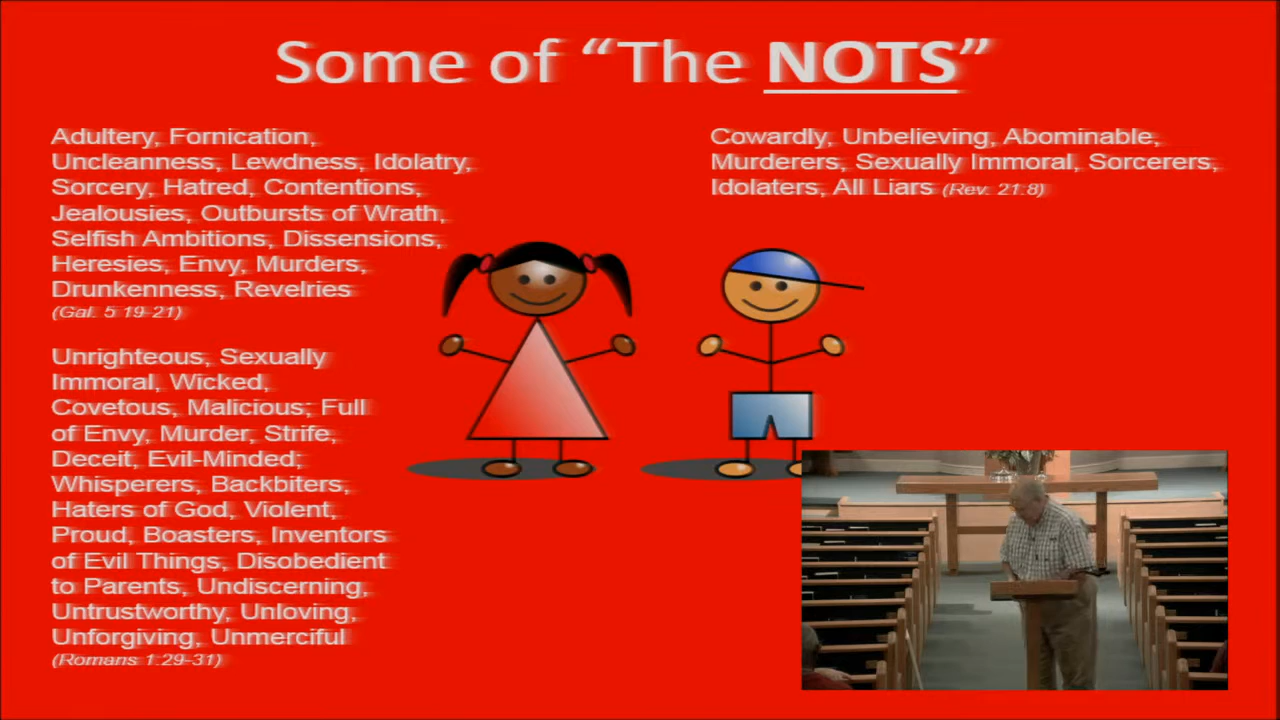 Some of “The NOTS”
Adultery, Fornication,
Uncleanness, Lewdness, Idolatry,
Sorcery, Hatred, Contentions,
Jealousies, Outbursts of Wrath,
Selfish Ambitions, Dissensions,
Heresies, Envy, Murders,
Drunkenness, Revelries
(Gal. 5:19-21)
Unrighteous, Sexually
Immoral, Wicked,
Covetous, Malicious; Full
of Envy, Murder, Strife,
Deceit, Evil-Minded;
Whisperers, Backbiters,
Haters of God, Violent,
Proud, Boasters, Inventors
of Evil Things, Disobedient
to Parents, Undiscerning,
Untrustworthy, Unloving,
Unforgiving, Unmerciful
(Romans 1:29-31)
Cowardly, Unbelieving, Abominable,
Murderers, Sexually Immoral, Sorcerers,
Idolaters, All Liars (Rev. 21:8)